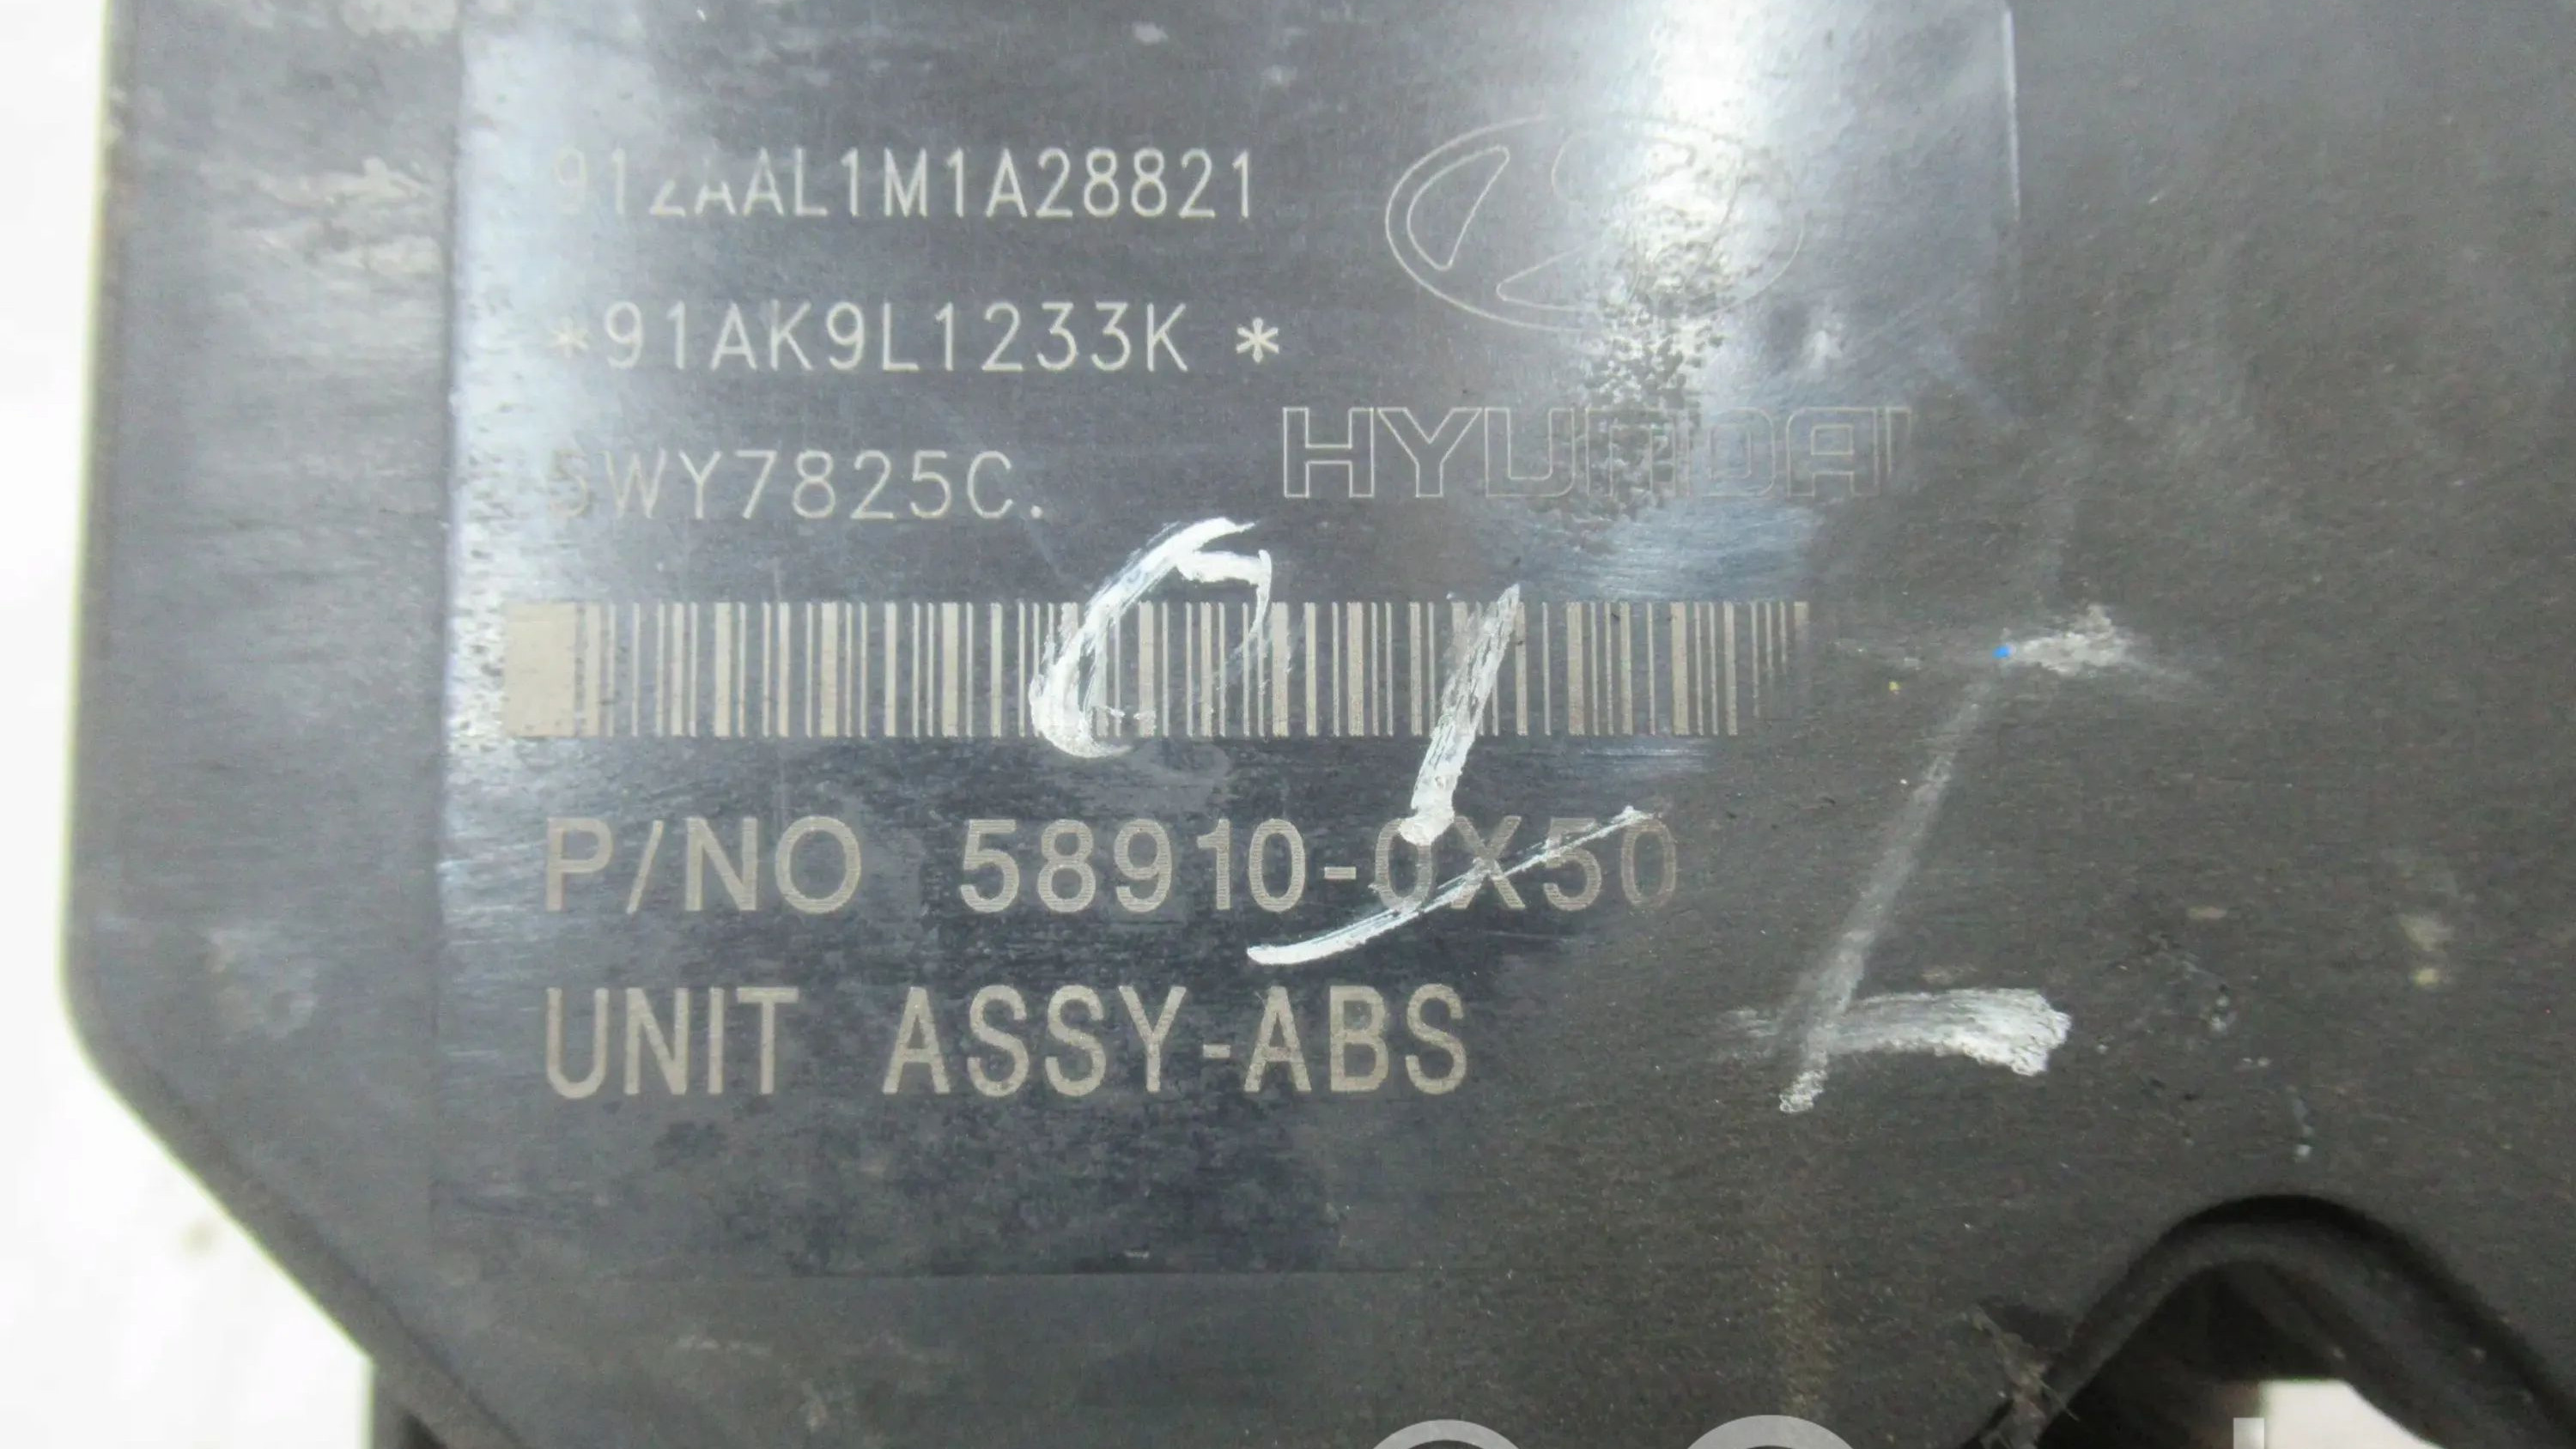 912AAL1M1A28821
*91AK9L1233K *
HYUNDAI
5WY7825C.
P/NO 58910-0X50
UNIT ASSY-ABS